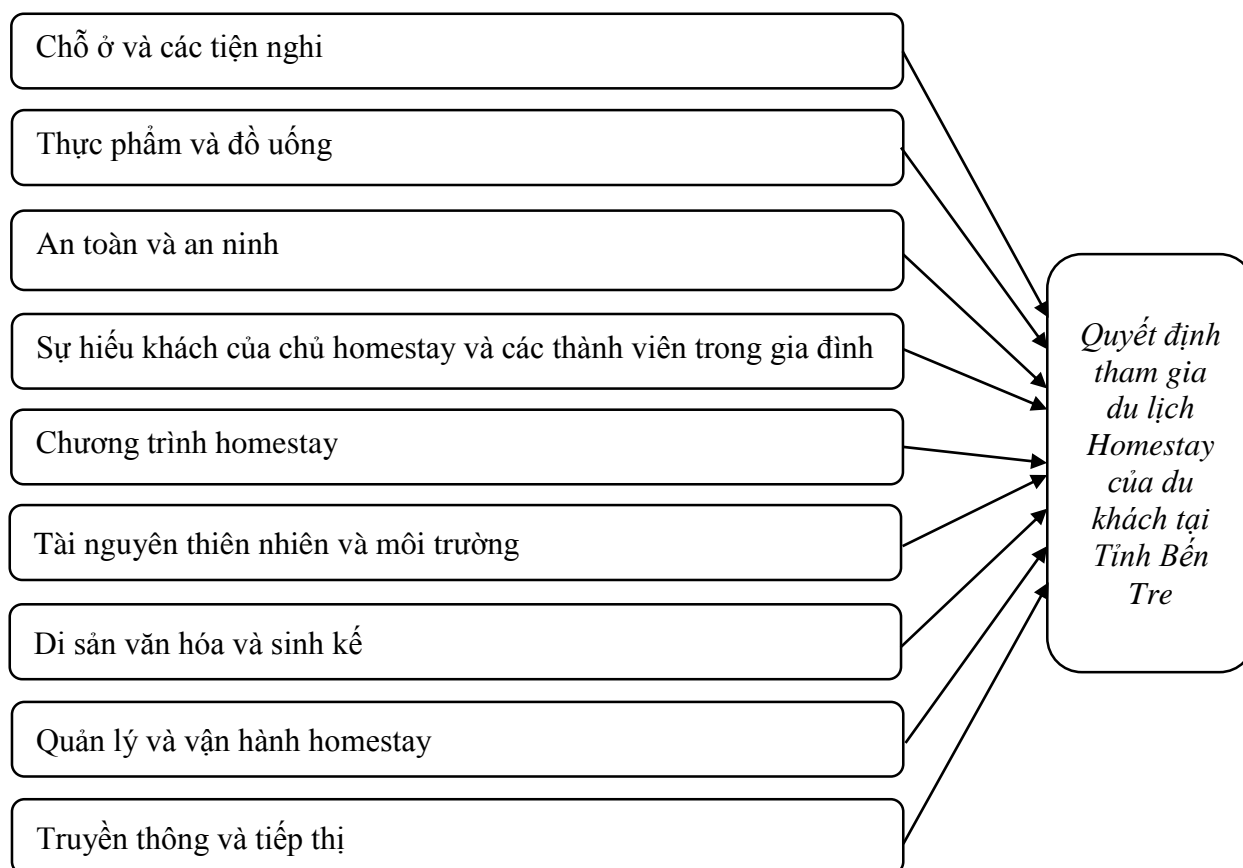 Chỗ ở và các tiện nghi
Thực phẩm và đồ uống
An toàn và an ninh
Sự hiếu khách của chủ homestay và các thành viên trong gia đình
Chương trình homestay
Tài nguyên thiên nhiên và môi trường
Di sản văn hóa và sinh kế
Quản lý và vận hành homestay
Truyền thông và tiếp thị
Quyết định
tham gia
du lịch
Homestay
của du
khách tại
Tỉnh Bến
Tre